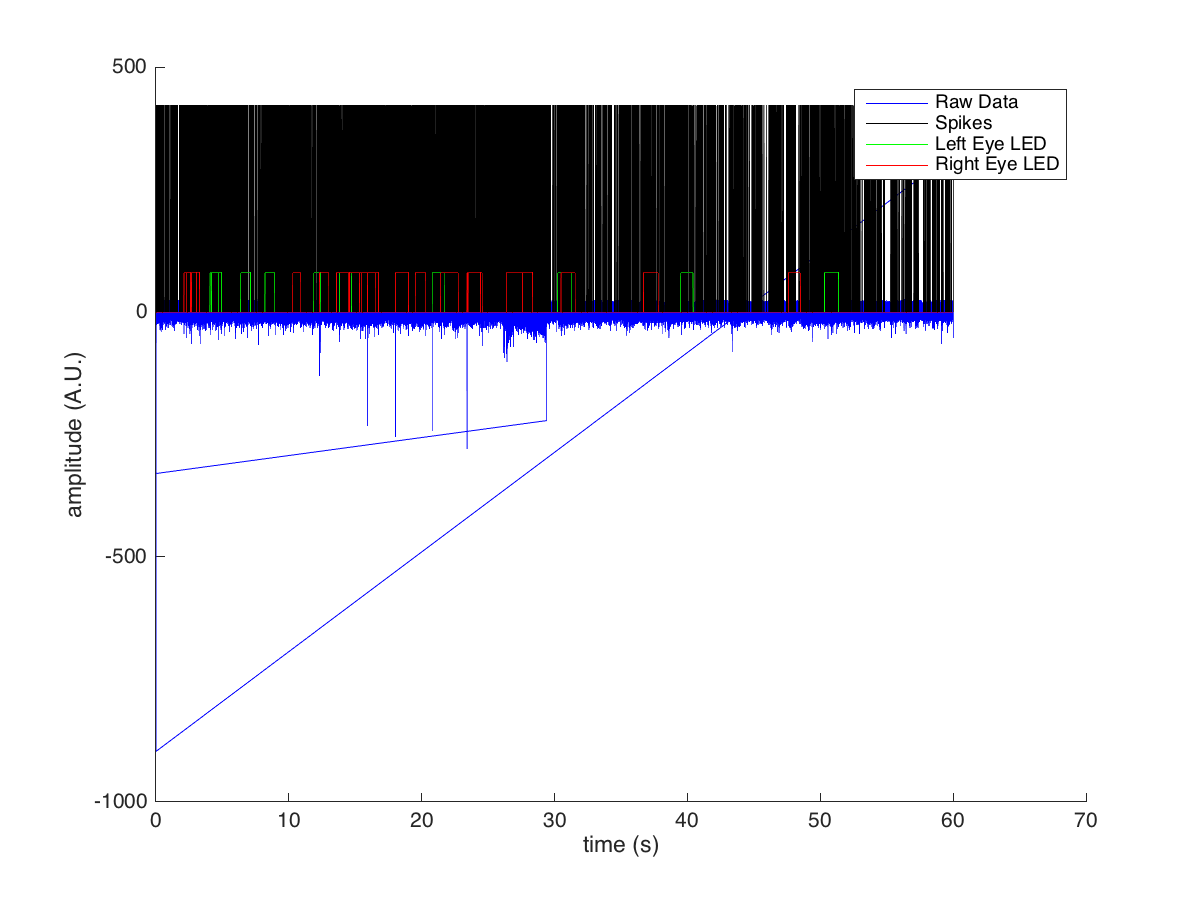 500
0
-500
-1000
amplitude (A.U.)
Raw Data
Spikes
Left Eye LED
Right Eye LED
0 10 20 30 40 50 60 70
time (s)